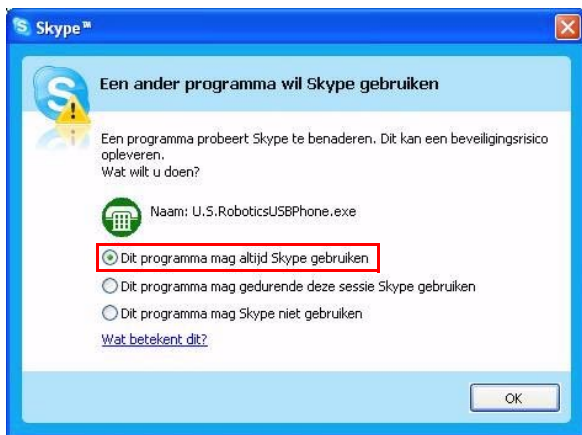 Skype™
Een ander programma wil Skype gebruiken
Een programma probeert Skype te benaderen. Dit kan een beveiligingsrisico
opleveren.
Wat wilt u doen?
Naam: U.S.RoboticsUSBPhone.exe
Dit programma mag altijd Skype gebruiken
Dit programma mag gedurende deze sessie Skype gebruiken
Dit programma mag Skype niet gebruiken
Wat betekent dit?
OK